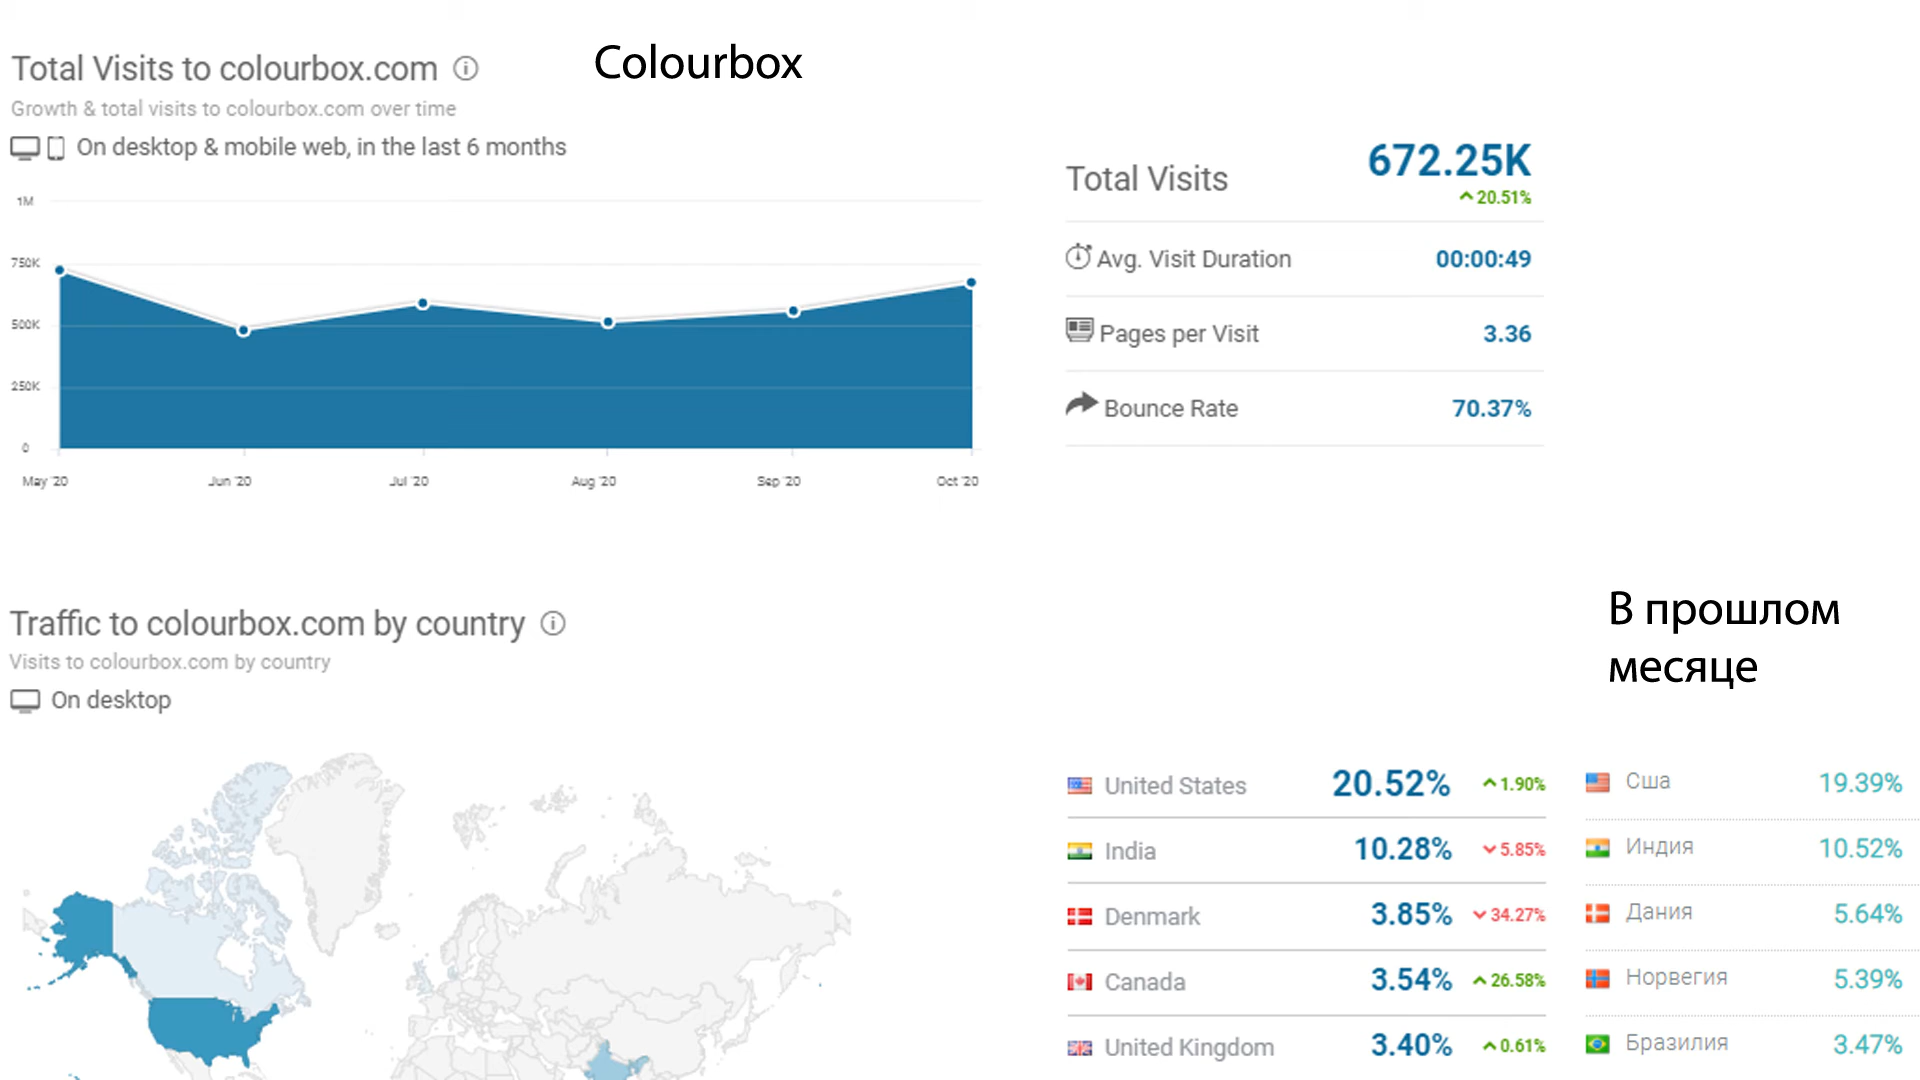 Total Visits to colourbox.com
Colourbox
Growth & total visits to colourbox.com over time
On desktop & mobile web, in the last 6 months
1M
750K
500K
250K
0
May '20 Jun '20 Jul '20 Aug '20 Sep '20 Oct '20
Total Visits 672.25K
20.51%
Avg. Visit Duration 00:00:49
Pages per Visit 3.36
Bounce Rate 70.37%
Traffic to colourbox.com by country
Visits to colourbox.com by country
On desktop
United States 20.52% 1.90%
India 10.28% 5.85%
Denmark 3.85% 34.27%
Canada 3.54% 26.58%
United Kingdom 3.40% 0.61%
В прошлом
месяце
Сша 19.39%
Индия 10.52%
Дания 5.64%
Норвегия 5.39%
Бразилия 3.47%